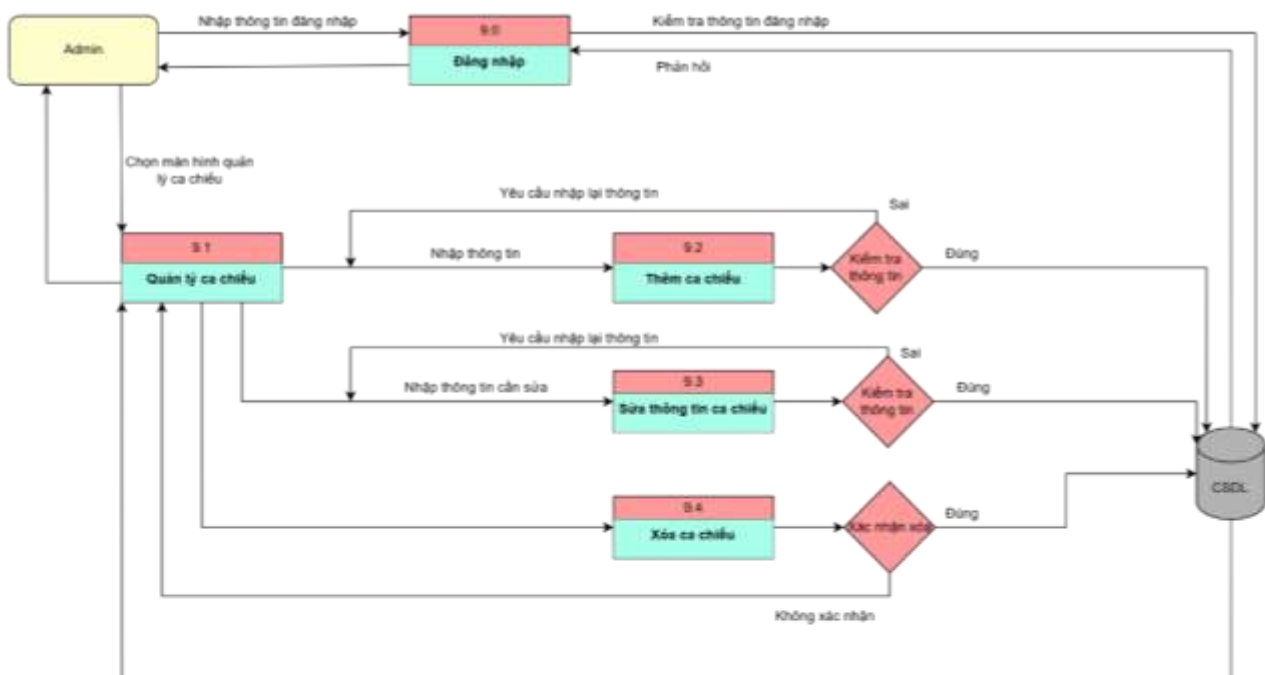 Nhập thông tin đăng nhập
Kiểm tra thông tin đăng nhập
Admin
9.0
Đăng nhập
Phản hồi
Chọn màn hình quản
lý ca chiếu
Yêu cầu nhập lại thông tin
Sai
9.1
Quản lý ca chiếu
Nhập thông tin
9.2
Thêm ca chiếu
Kiểm tra
thông tin
Đúng
Yêu cầu nhập lại thông tin
Sai
Nhập thông tin cần sửa
9.3
Sửa thông tin ca chiếu
Kiểm tra
thông tin
Đúng
CSDL
9.4
Xóa ca chiếu
Xác nhận xóa
Đúng
Không xác nhận